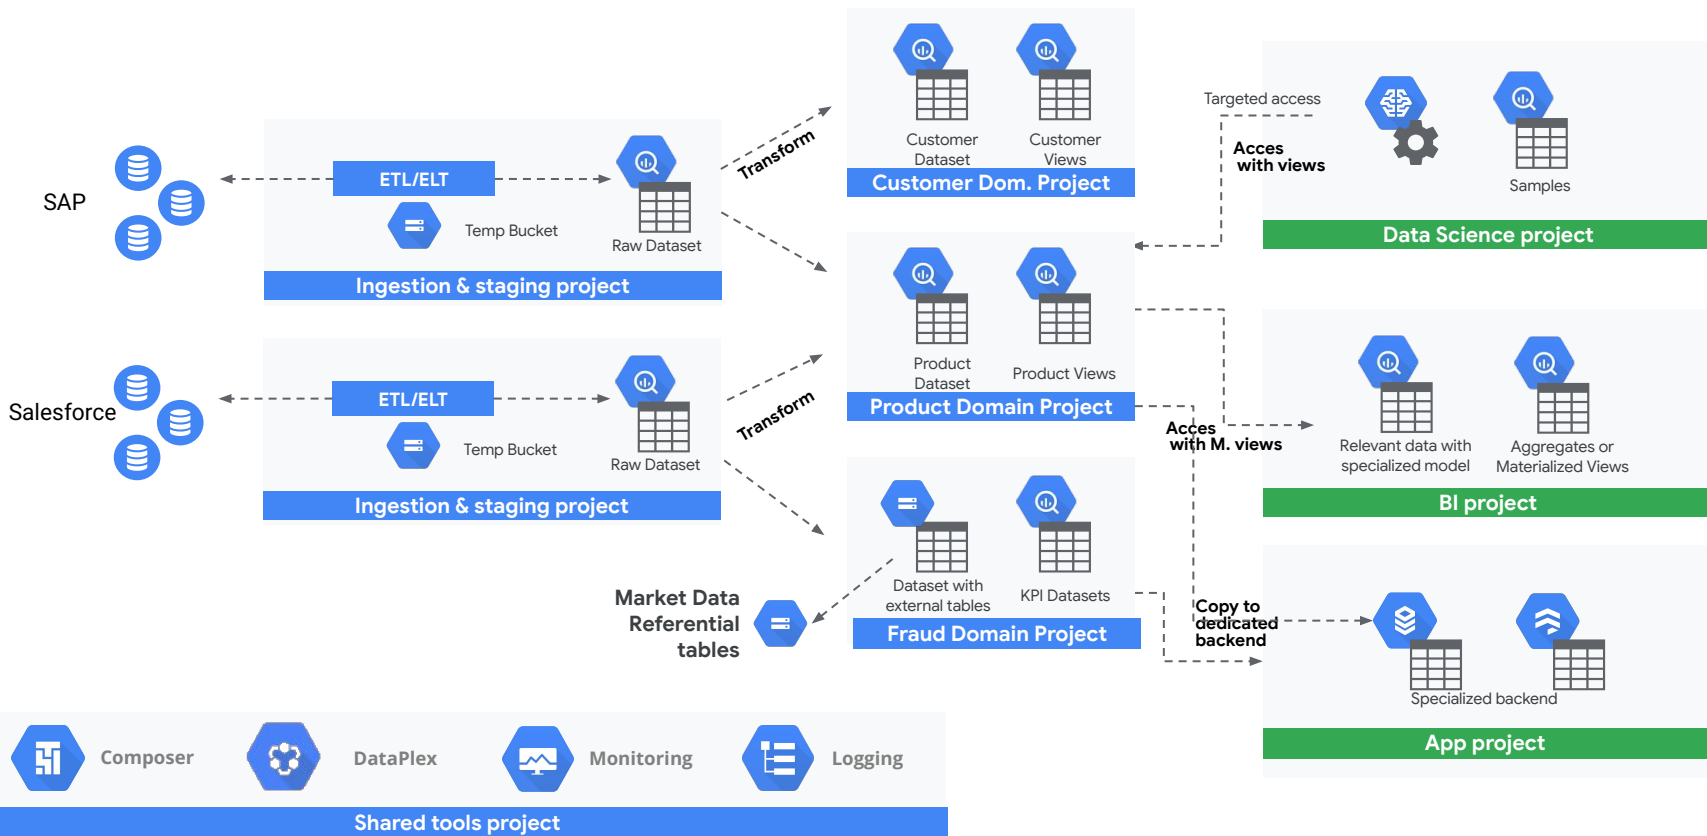 SAP
ETL/ELT
Temp Bucket
Raw Dataset
Ingestion & staging project
Salesforce
ETL/ELT
Temp Bucket
Raw Dataset
Ingestion & staging project
Transform
Transform
Customer
Dataset
Customer
Views
Customer Dom. Project
Product
Dataset
Product Views
Product Domain Project
Dataset with
external tables
KPI Datasets
Fraud Domain Project
Market Data
Referential
tables
Targeted access
Acces
with views
Acces
with M. views
Copy to
dedicated
backend
Samples
Data Science project
Relevant data with
specialized model
Aggregates or
Materialized Views
BI project
Specialized backend
App project
Composer
DataPlex
Monitoring
Logging
Shared tools project